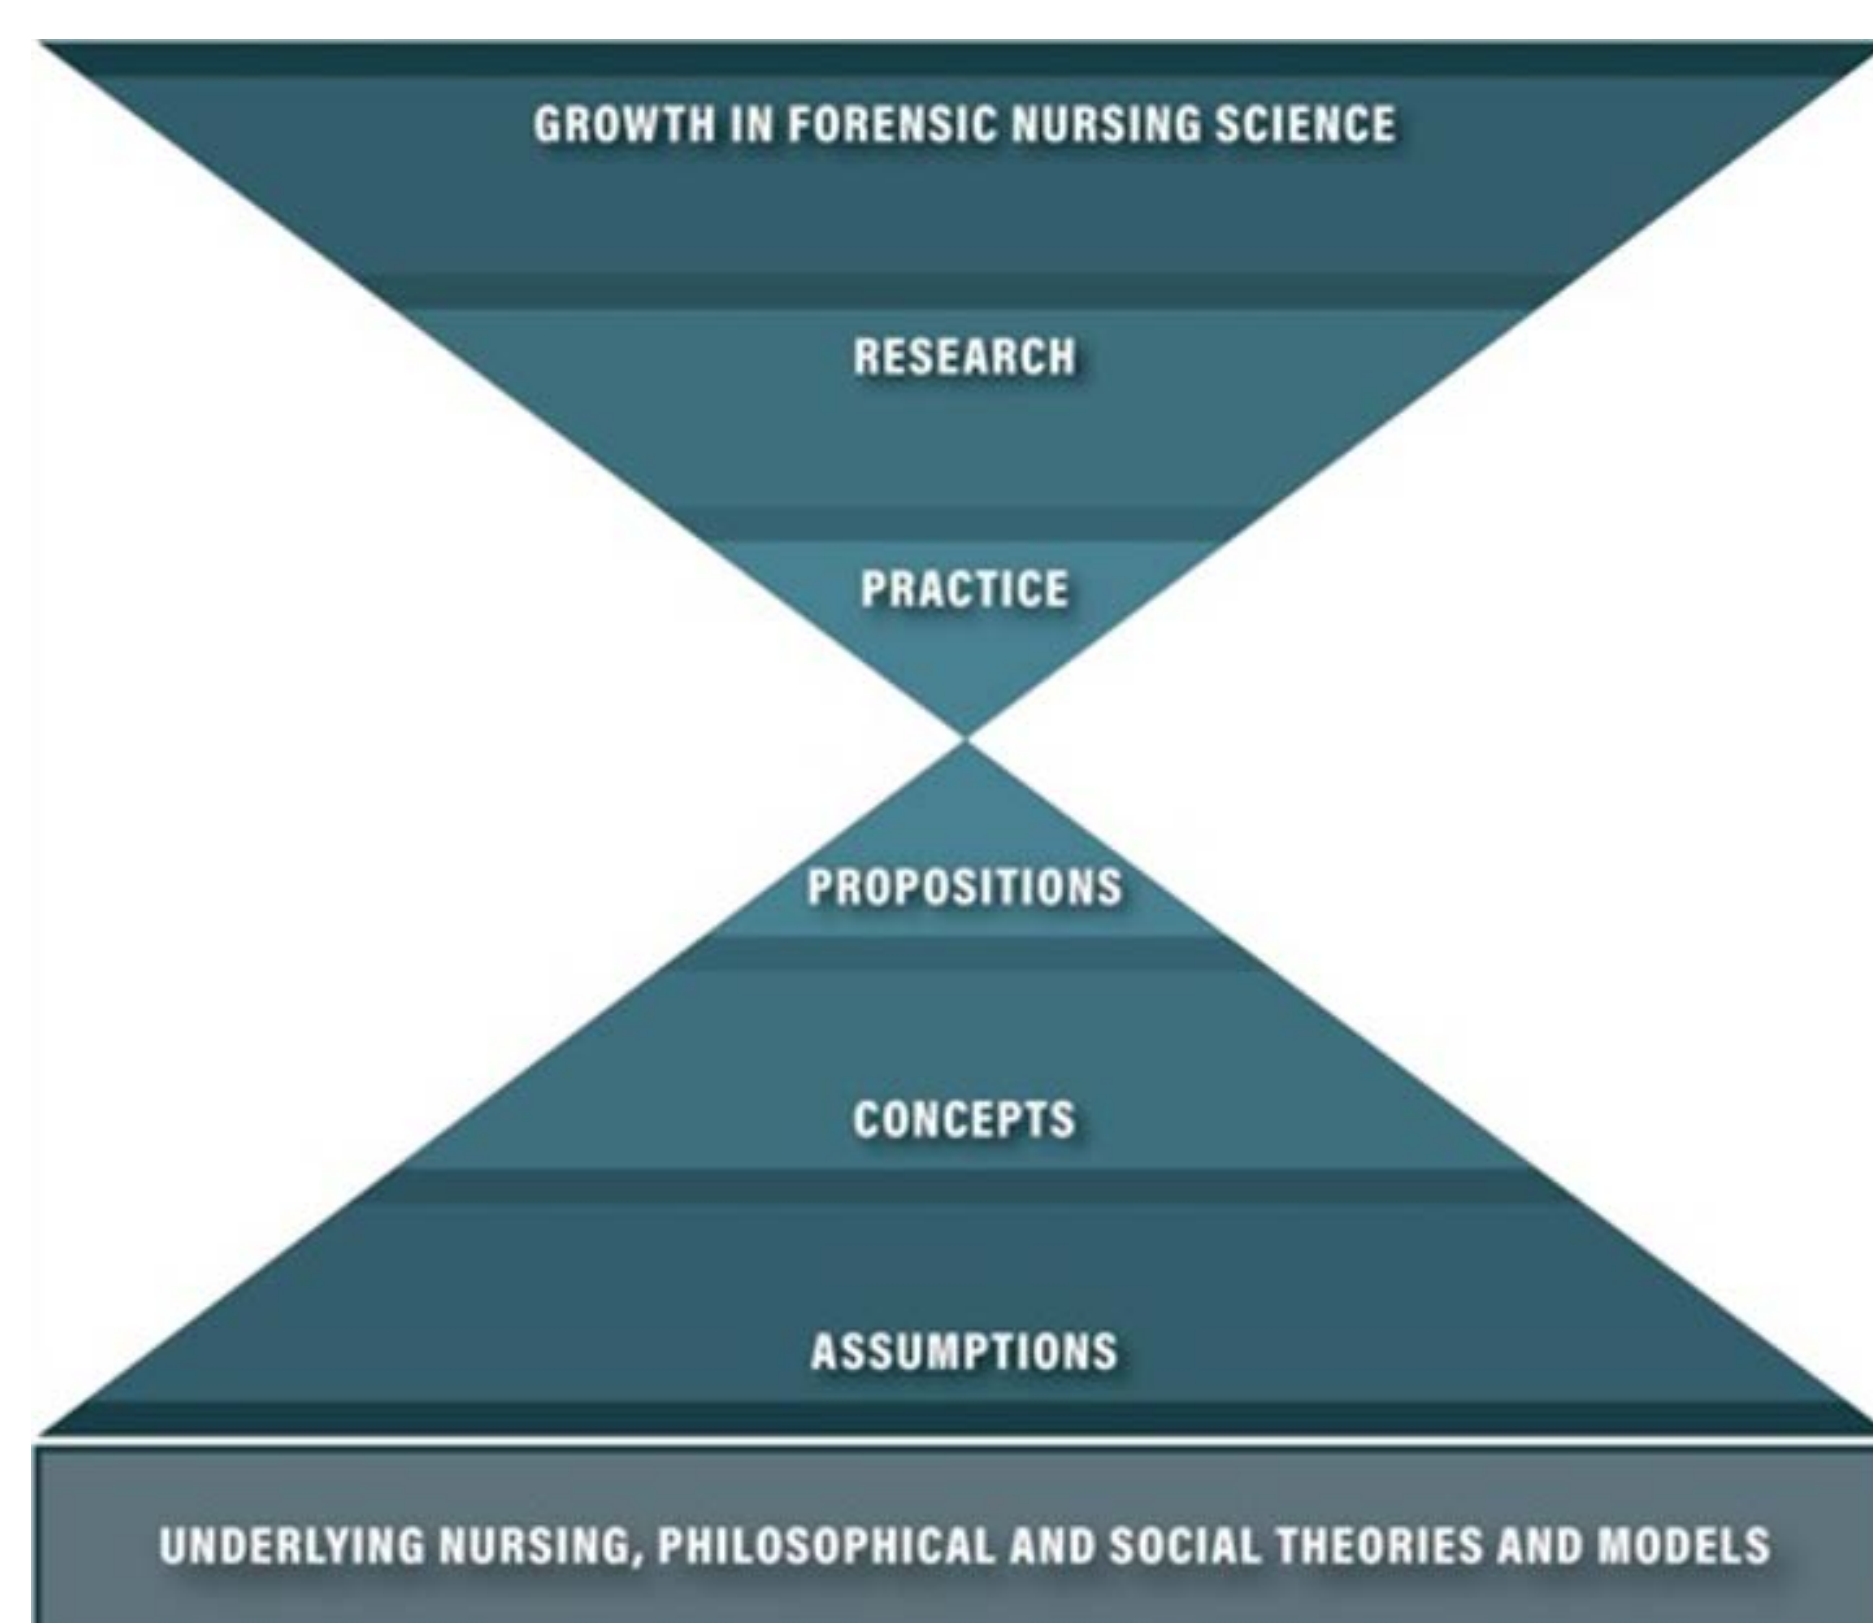 GROWTH IN FORENSIC NURSING SCIENCE
RESEARCH
PRACTICE
PROPOSITIONS
CONCEPTS
ASSUMPTIONS
UNDERLYING NURSING, PHILOSOPHICAL AND SOCIAL THEORIES AND MODELS